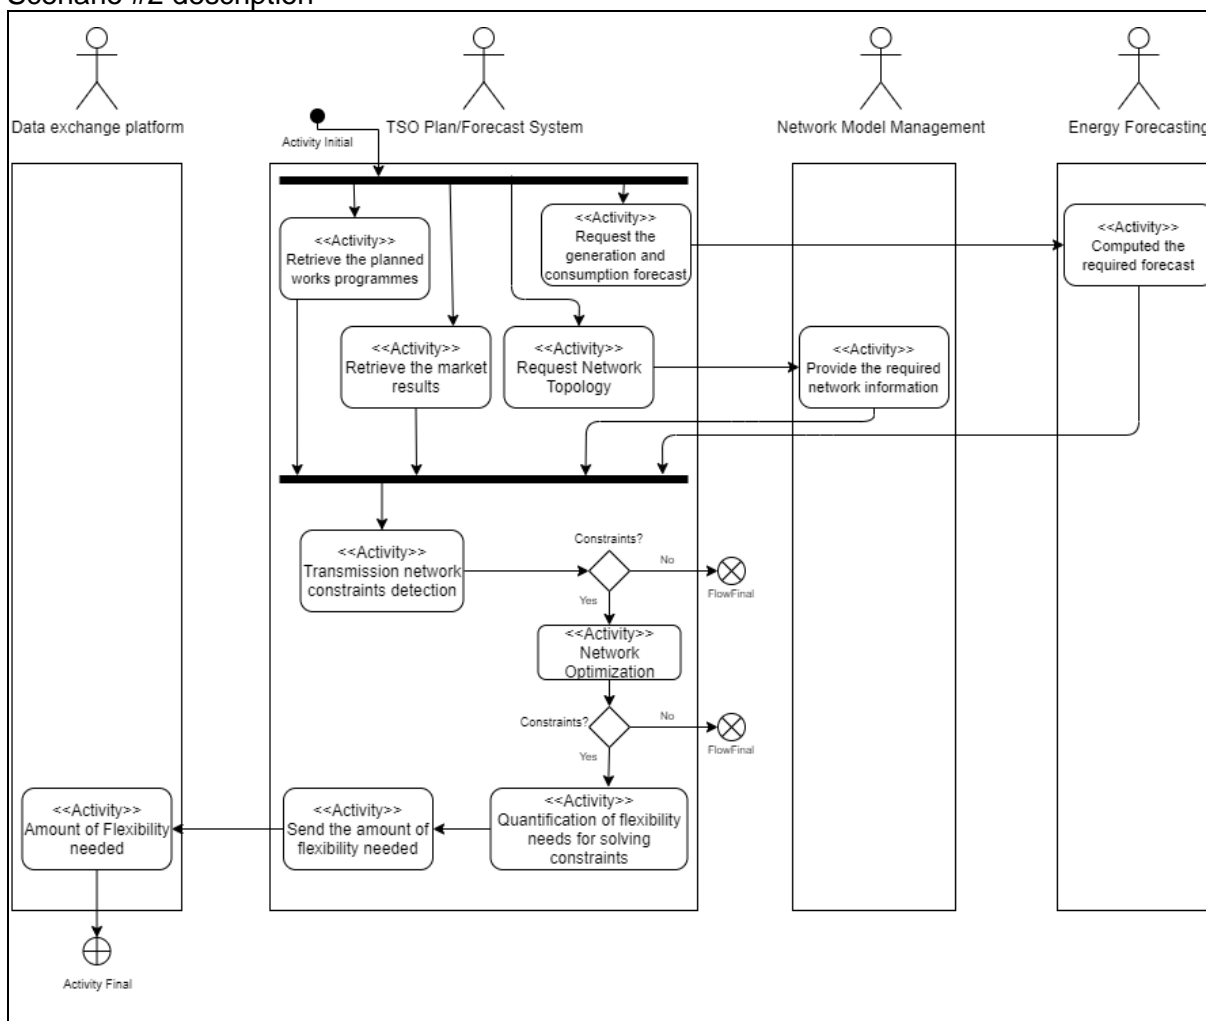 Scenario #2 description
Data exchange platform
TSO Plan/Forecast System
Network Model Management
Energy Forecasting
Activity Initial
<<Activity>>
Retrieve the planned
works programmes
<<Activity>>
Request the
generation and
consumption forecast
<<Activity>>
Computed the
required forecast
<<Activity>>
Retrieve the market
results
<<Activity>>
Request Network
Topology
<<Activity>>
Provide the required
network information
<<Activity>>
Transmission network
constraints detection
Constraints?
No
FlowFinal
Yes
<<Activity>>
Network
Optimization
Constraints?
No
FlowFinal
Yes
<<Activity>>
Amount of Flexibility
needed
<<Activity>>
Send the amount of
flexibility needed
<<Activity>>
Quantification of flexibility
needs for solving
constraints
Activity Final